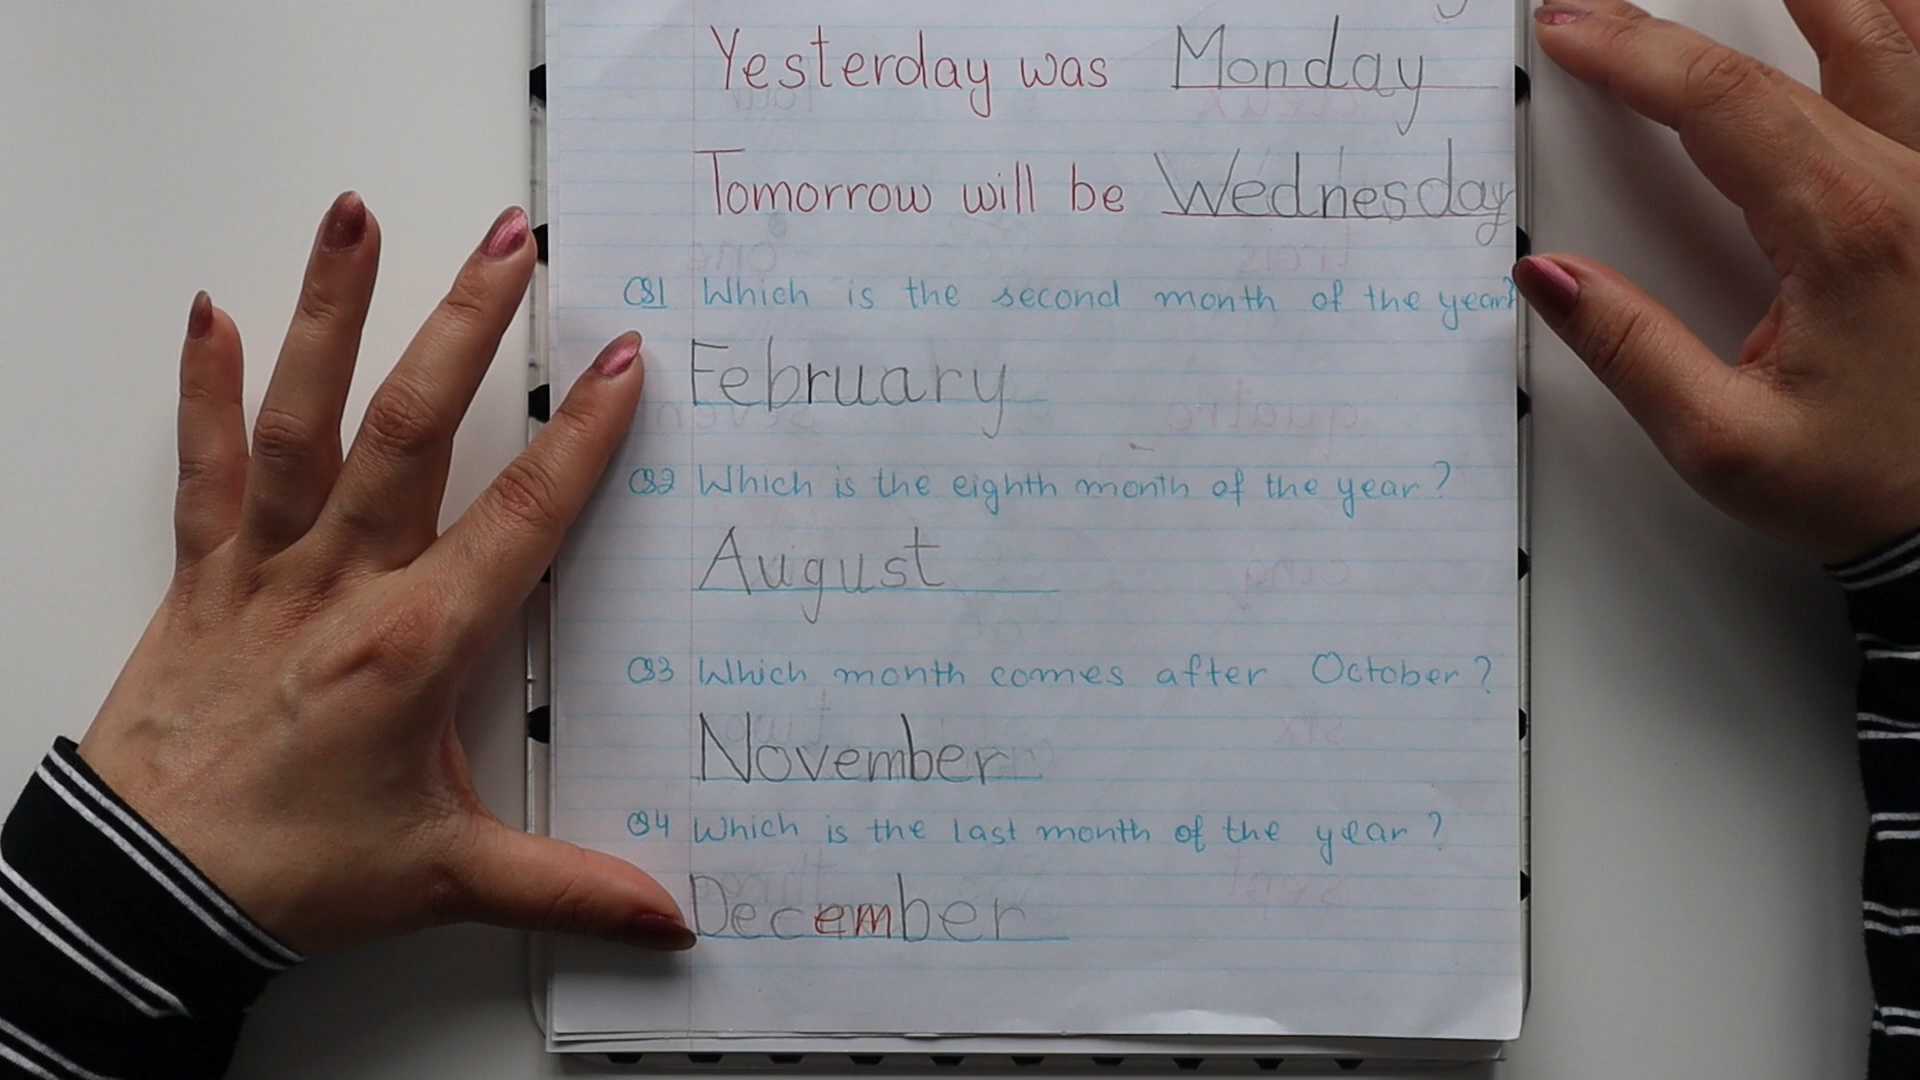 Yesterday was Monday
Tomorrow will be Wednesday
Q1 Which is the second month of the year?
February
Q2 Which is the eighth month of the year?
August
Q3 Which month comes after October?
November
Q4 Which is the last month of the year?
December